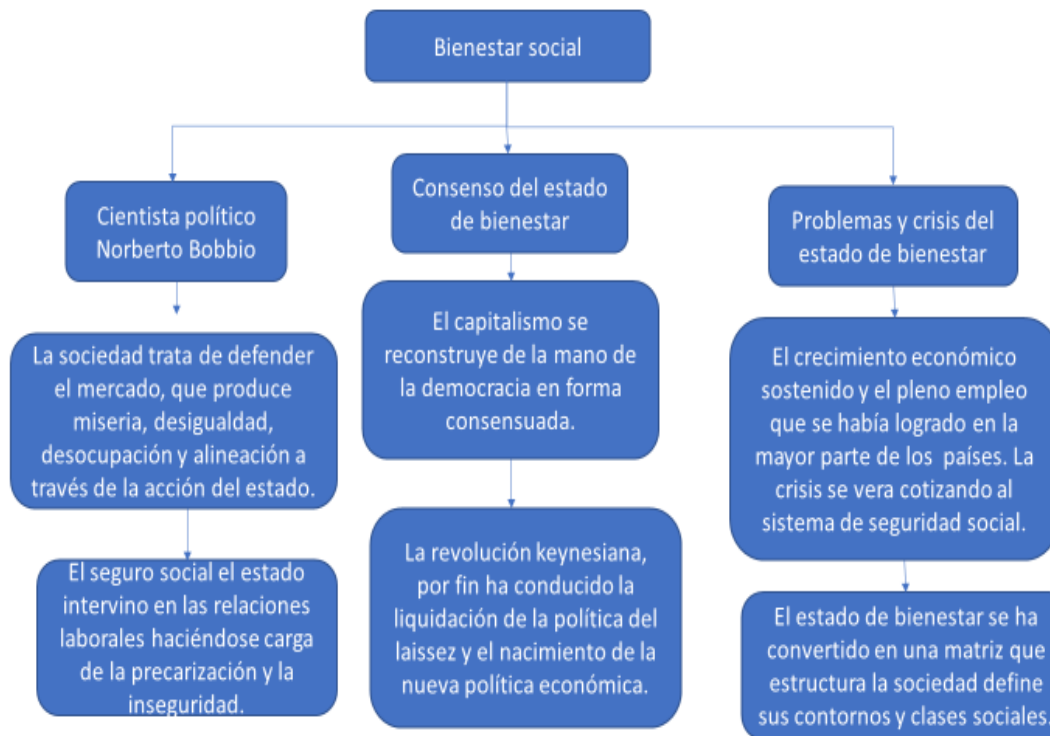 Bienestar social
Cientista político
Norberto Bobbio
La sociedad trata de defender
el mercado, que produce
miseria, desigualdad,
desocupación y alineación a
través de la acción del estado.
El seguro social el estado
intervino en las relaciones
laborales haciéndose carga
de la precarización y la
inseguridad.
Consenso del estado
de bienestar
El capitalismo se
reconstruye de la mano de
la democracia en forma
consensuada.
La revolución keynesiana,
por fin ha conducido la
liquidación de la política del
laissez y el nacimiento de la
nueva política económica.
Problemas y crisis del
estado de bienestar
El crecimiento económico
sostenido y el pleno empleo
que se había logrado en la
mayor parte de los países. La
crisis se vera cotizando al
sistema de seguridad social.
El estado de bienestar se ha
convertido en una matriz que
estructura la sociedad define
sus contornos y clases sociales.